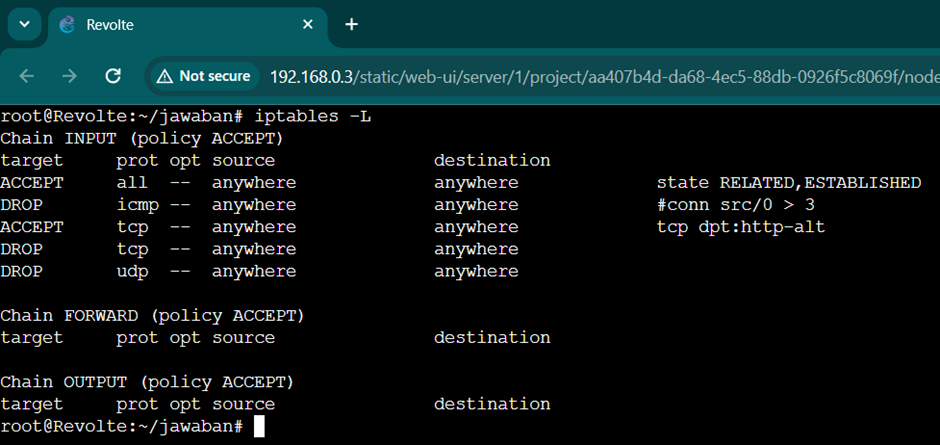 Revolte
Not secure 192.168.0.3/static/web-ui/server/1/project/aa407b4d-da68-4ec5-88db-0926f5c8069f/node
root@Revolte:~/jawaban# iptables -L
Chain INPUT (policy ACCEPT)
target     prot opt source               destination
ACCEPT     all  --  anywhere             anywhere             state RELATED,ESTABLISHED
DROP       icmp --  anywhere             anywhere             #conn src/0 > 3
ACCEPT     tcp  --  anywhere             anywhere             tcp dpt:http-alt
DROP       tcp  --  anywhere             anywhere
DROP       udp  --  anywhere             anywhere
Chain FORWARD (policy ACCEPT)
target     prot opt source               destination
Chain OUTPUT (policy ACCEPT)
target     prot opt source               destination
root@Revolte:~/jawaban#